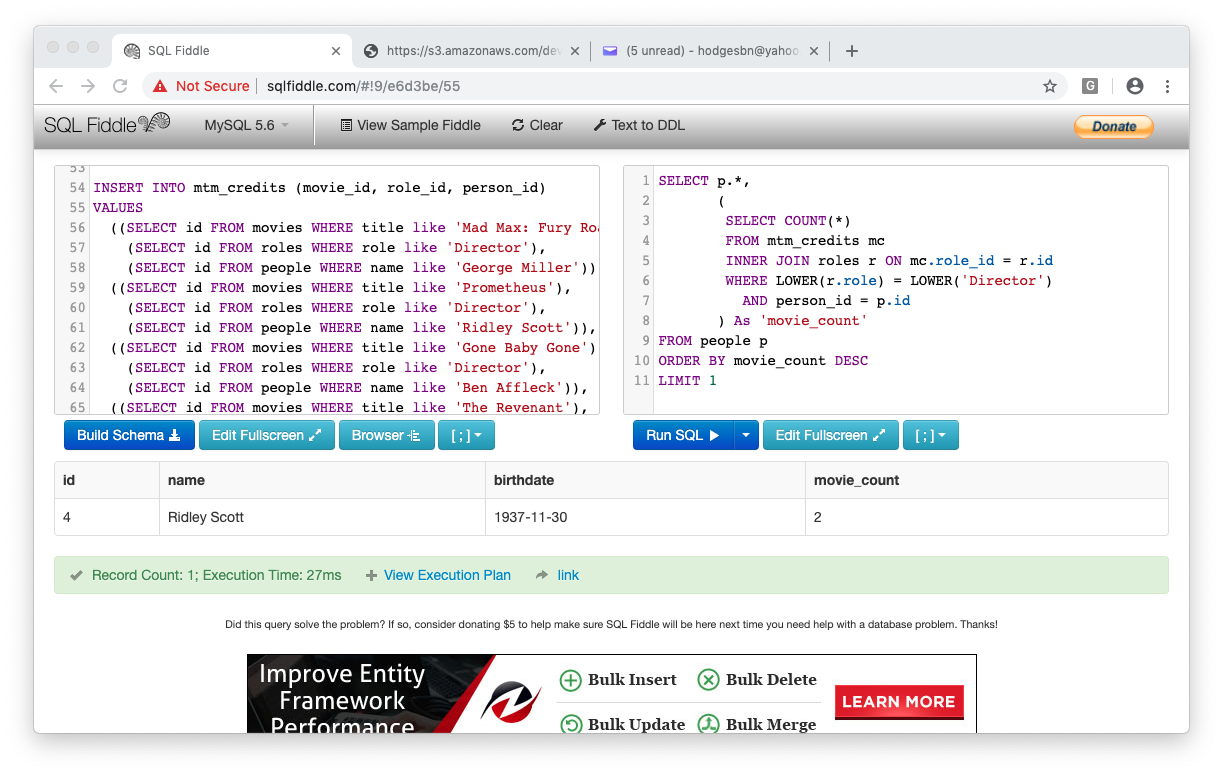 SQL Fiddle
https://s3.amazonaws.com/dev
(5 unread) - hodgesbn@yahoo
Not Secure
sqlfiddle.com/#!9/e6d3be/55
G
SQL Fiddle
MySQL 5.6
View Sample Fiddle
Clear
Text to DDL
Donate
53
54 INSERT INTO mtm_credits (movie_id, role_id, person_id)
55 VALUES
56 ((SELECT id FROM movies WHERE title like 'Mad Max: Fury Roa
57 (SELECT id FROM roles WHERE role like 'Director'),
58 (SELECT id FROM people WHERE name like 'George Miller'))
59 ((SELECT id FROM movies WHERE title like 'Prometheus'),
60 (SELECT id FROM roles WHERE role like 'Director'),
61 (SELECT id FROM people WHERE name like 'Ridley Scott')),
62 ((SELECT id FROM movies WHERE title like 'Gone Baby Gone')
63 (SELECT id FROM roles WHERE role like 'Director'),
64 (SELECT id FROM people WHERE name like 'Ben Affleck')),
65 ((SELECT id FROM movies WHERE title like 'The Revenant'),
1 SELECT p.*,
2 (
3 SELECT COUNT(*)
4 FROM mtm_credits mc
5 INNER JOIN roles r ON mc.role_id = r.id
6 WHERE LOWER(r.role) = LOWER('Director')
7 AND person_id = p.id
8 ) As 'movie_count'
9 FROM people p
10 ORDER BY movie_count DESC
11 LIMIT 1
Build Schema
Edit Fullscreen
Browser
[ ; ]
Run SQL
Edit Fullscreen
[ ; ]
id name birthdate movie_count
4 Ridley Scott 1937-11-30 2
Record Count: 1; Execution Time: 27ms
View Execution Plan
link
Did this query solve the problem? If so, consider donating $5 to help make sure SQL Fiddle will be here next time you need help with a database problem. Thanks!
Improve Entity
Framework
Performance
Bulk Insert
Bulk Delete
Bulk Update
Bulk Merge
LEARN MORE